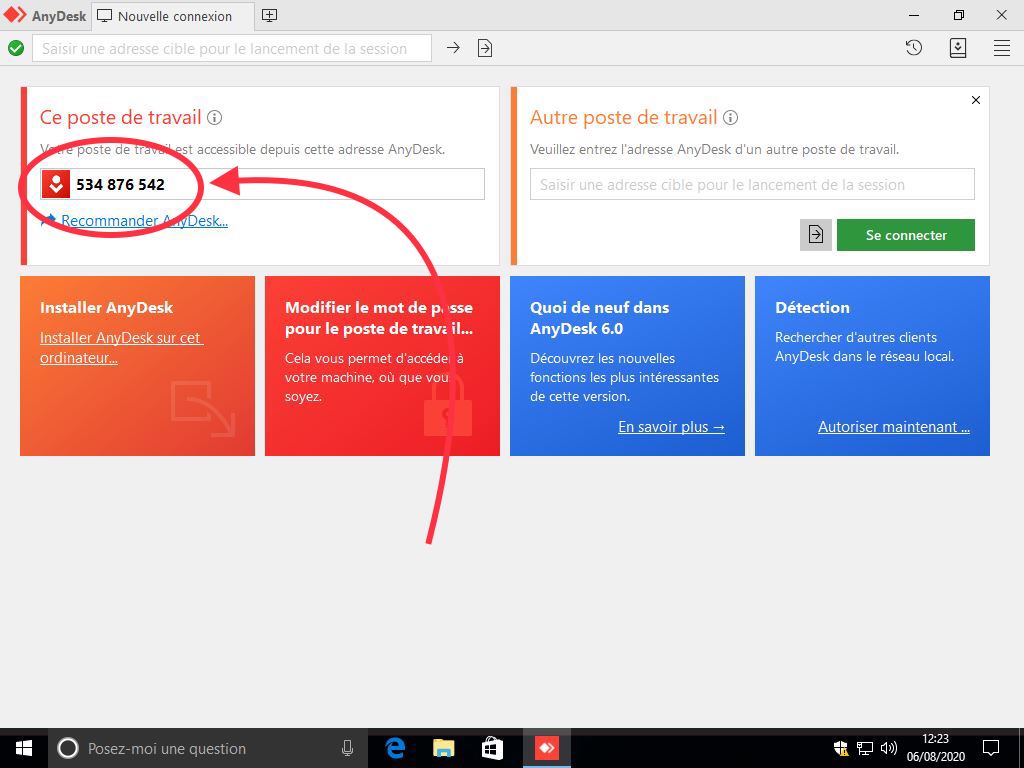 AnyDesk
Nouvelle connexion
Saisir une adresse cible pour le lancement de la session
Ce poste de travail
Votre poste de travail est accessible depuis cette adresse AnyDesk.
534 876 542
Recommander AnyDesk...
Autre poste de travail
Veuillez entrez l'adresse AnyDesk d'un autre poste de travail.
Saisir une adresse cible pour le lancement de la session
Se connecter
Installer AnyDesk
Installer AnyDesk sur cet
ordinateur...
Modifier le mot de passe
pour le poste de travail...
Cela vous permet d'accéder à
votre machine, où que vous
soyez.
Quoi de neuf dans
AnyDesk 6.0
Découvrez les nouvelles
fonctions les plus intéressantes
de cette version.
En savoir plus →
Détection
Rechercher d'autres clients
AnyDesk dans le réseau local.
Autoriser maintenant ...
Posez-moi une question
12:23
06/08/2020